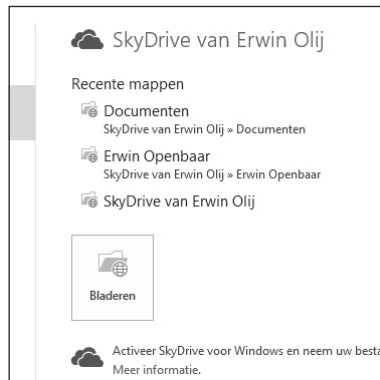 SkyDrive van Erwin Olij
Recente mappen
Documenten
SkyDrive van Erwin Olij » Documenten
Erwin Openbaar
SkyDrive van Erwin Olij » Erwin Openbaar
SkyDrive van Erwin Olij
Bladeren
Activeer SkyDrive voor Windows en neem uw besta
Meer informatie.